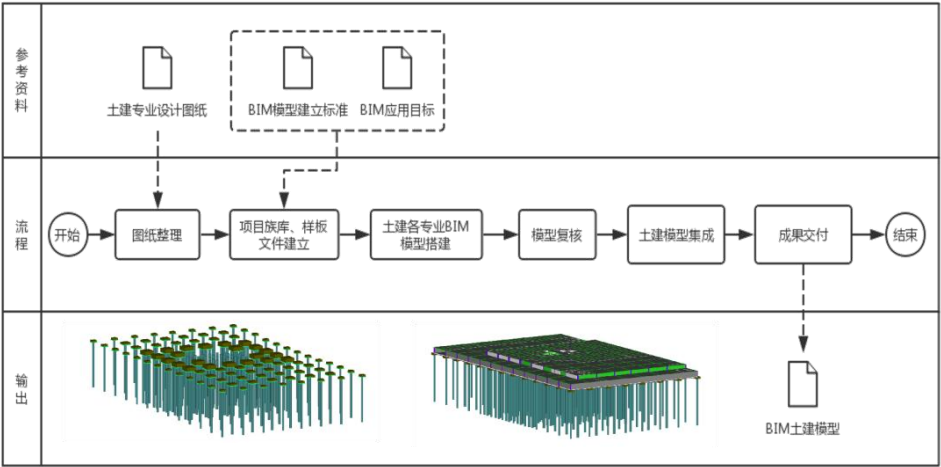 参考资料
土建专业设计图纸
BIM模型建立标准
BIM应用目标
流程
开始
图纸整理
项目族库、样板
文件建立
土建各专业BIM
模型搭建
模型复核
土建模型集成
成果交付
结束
输出
BIM土建模型